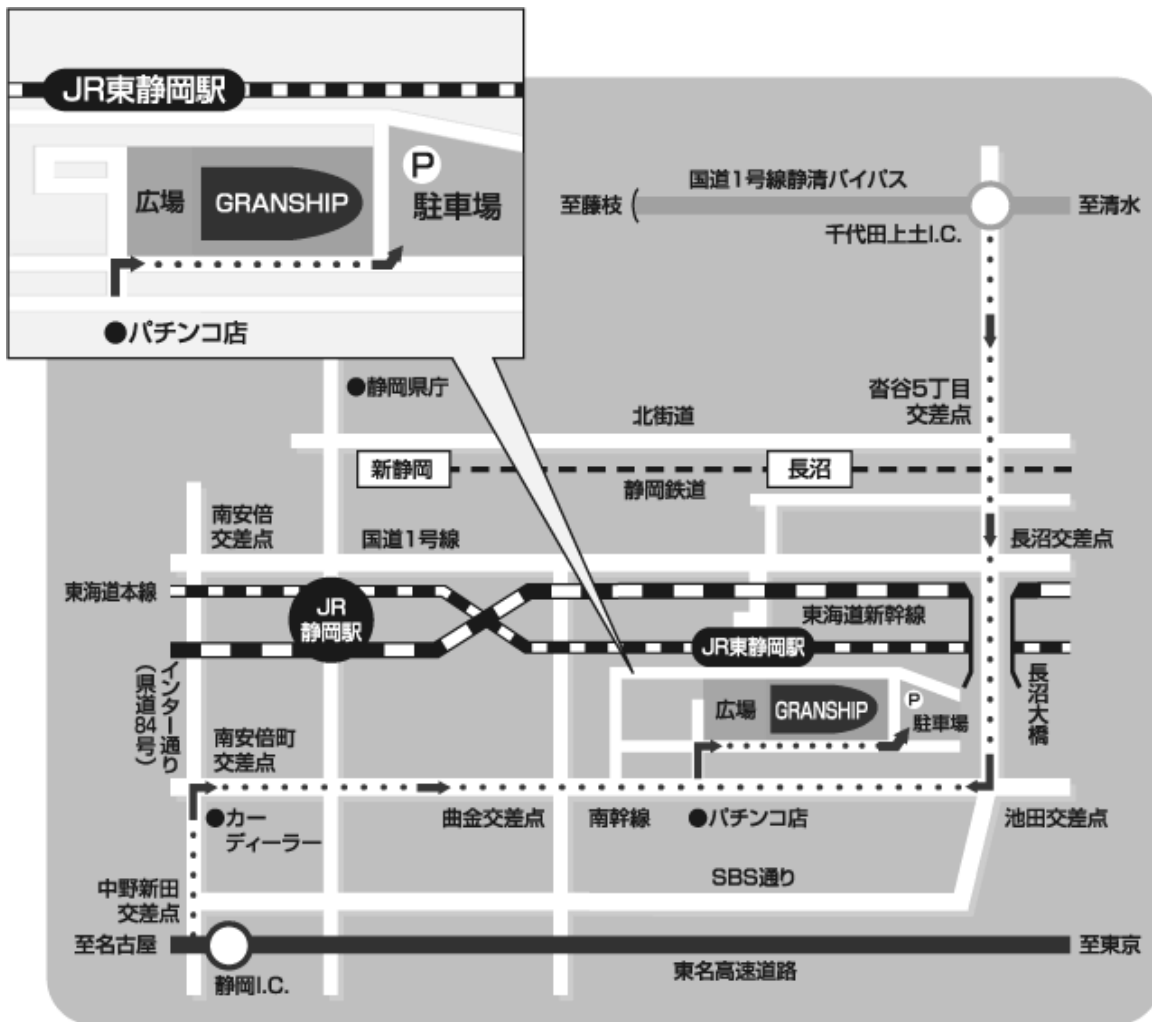 JR東静岡駅
P
広場
GRANSHIP
駐車場
●パチンコ店
国道1号線静清バイパス
至藤枝
至清水
千代田上土I.C.
●静岡県庁
沓谷5丁目
交差点
北街道
新静岡
長沼
静岡鉄道
南安倍
交差点
国道1号線
長沼交差点
東海道本線
JR
静岡駅
東海道新幹線
JR東静岡駅
インター通り
(県道84号)
広場
GRANSHIP
P
駐車場
長沼大橋
南安倍町
交差点
●カー
ディーラー
曲金交差点
南幹線
●パチンコ店
池田交差点
SBS通り
中野新田
交差点
至名古屋
至東京
東名高速道路
静岡I.C.